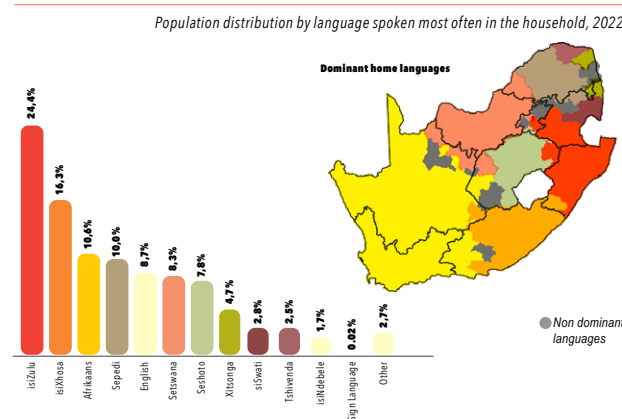 Population distribution by language spoken most often in the household, 2022
Dominant home languages
24,4%
16,3%
10,6%
10,0%
8,7%
8,3%
7,8%
4,7%
2,8%
2,5%
1,7%
0.02%
2,7%
isiZulu
isiXhosa
Afrikaans
Sepedi
English
Setswana
Seshoto
Xitsonga
siSwati
Tshivenda
isiNdebele
Sign Language
Other
Non dominant
languages